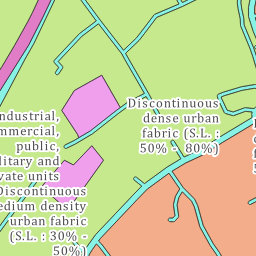 Discontinuous
dense urban
fabric (S.L. :
50% - 80%)
ndustrial,
mmercial,
public,
litary and
vate units
Discontinuous
edium density
urban fabric
(S.L. : 30% -
50%)